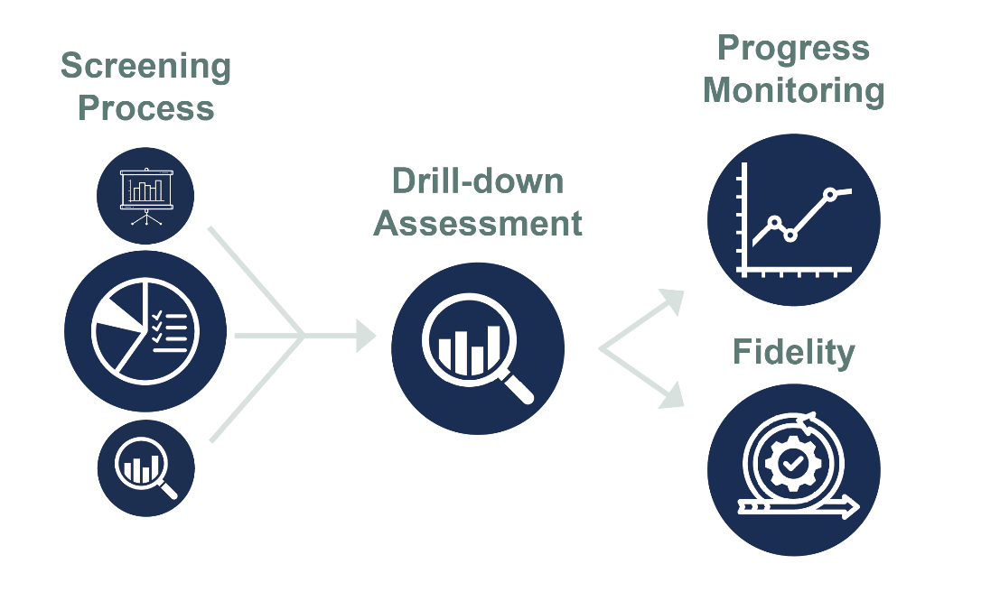 Screening
Process
Drill-down
Assessment
Progress
Monitoring
Fidelity